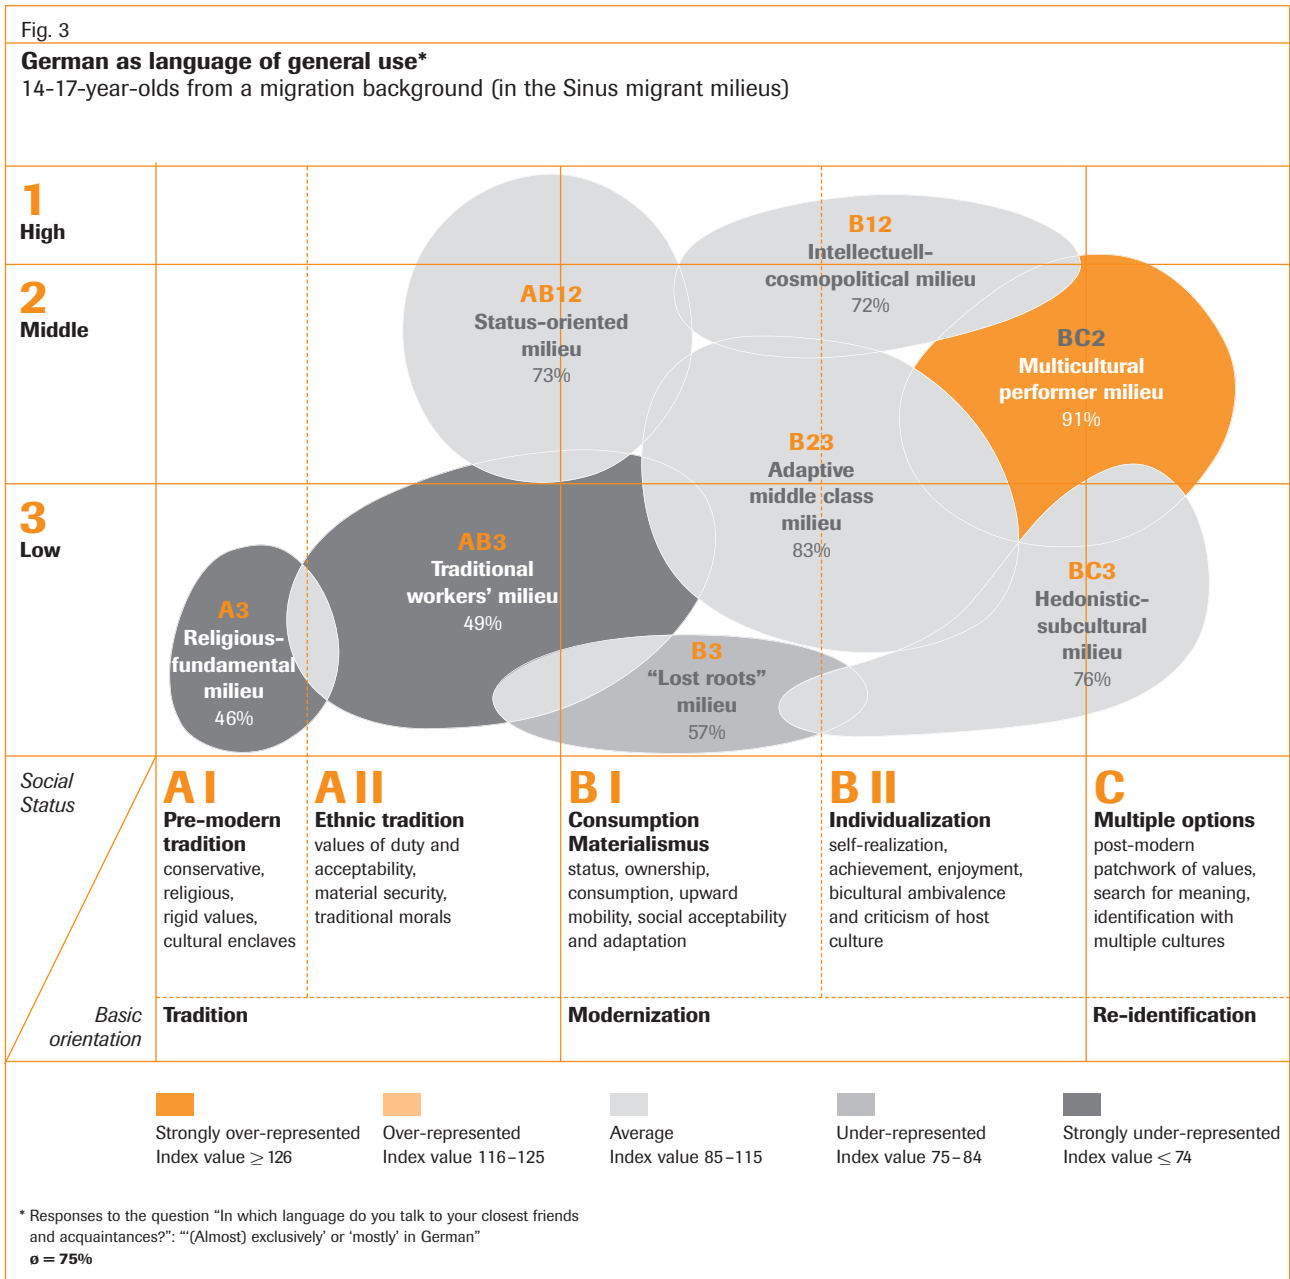 Fig. 3
German as language of general use*
14-17-year-olds from a migration background (in the Sinus migrant milieus)
1
High
2
Middle
3
Low
AB12
Status-oriented
milieu
73%
B12
Intellectuell-
cosmopolitical milieu
72%
BC2
Multicultural
performer milieu
91%
B23
Adaptive
middle class
milieu
83%
AB3
Traditional
workers’ milieu
49%
A3
Religious-
fundamental
milieu
46%
B3
“Lost roots”
milieu
57%
BC3
Hedonistic-
subcultural
milieu
76%
Social
Status
A I
Pre-modern
tradition
conservative,
religious,
rigid values,
cultural enclaves
A II
Ethnic tradition
values of duty and
acceptability,
material security,
traditional morals
B I
Consumption
Materialismus
status, ownership,
consumption, upward
mobility, social acceptability
and adaptation
B II
Individualization
self-realization,
achievement, enjoyment,
bicultural ambivalence
and criticism of host
culture
C
Multiple options
post-modern
patchwork of values,
search for meaning,
identification with
multiple cultures
Basic
orientation
Tradition
Modernization
Re-identification
Strongly over-represented
Index value ≥ 126
Over-represented
Index value 116–125
Average
Index value 85–115
Under-represented
Index value 75–84
Strongly under-represented
Index value ≤ 74
* Responses to the question “In which language do you talk to your closest friends
and acquaintances?”: “‘(Almost) exclusively’ or ‘mostly’ in German”
ø = 75%